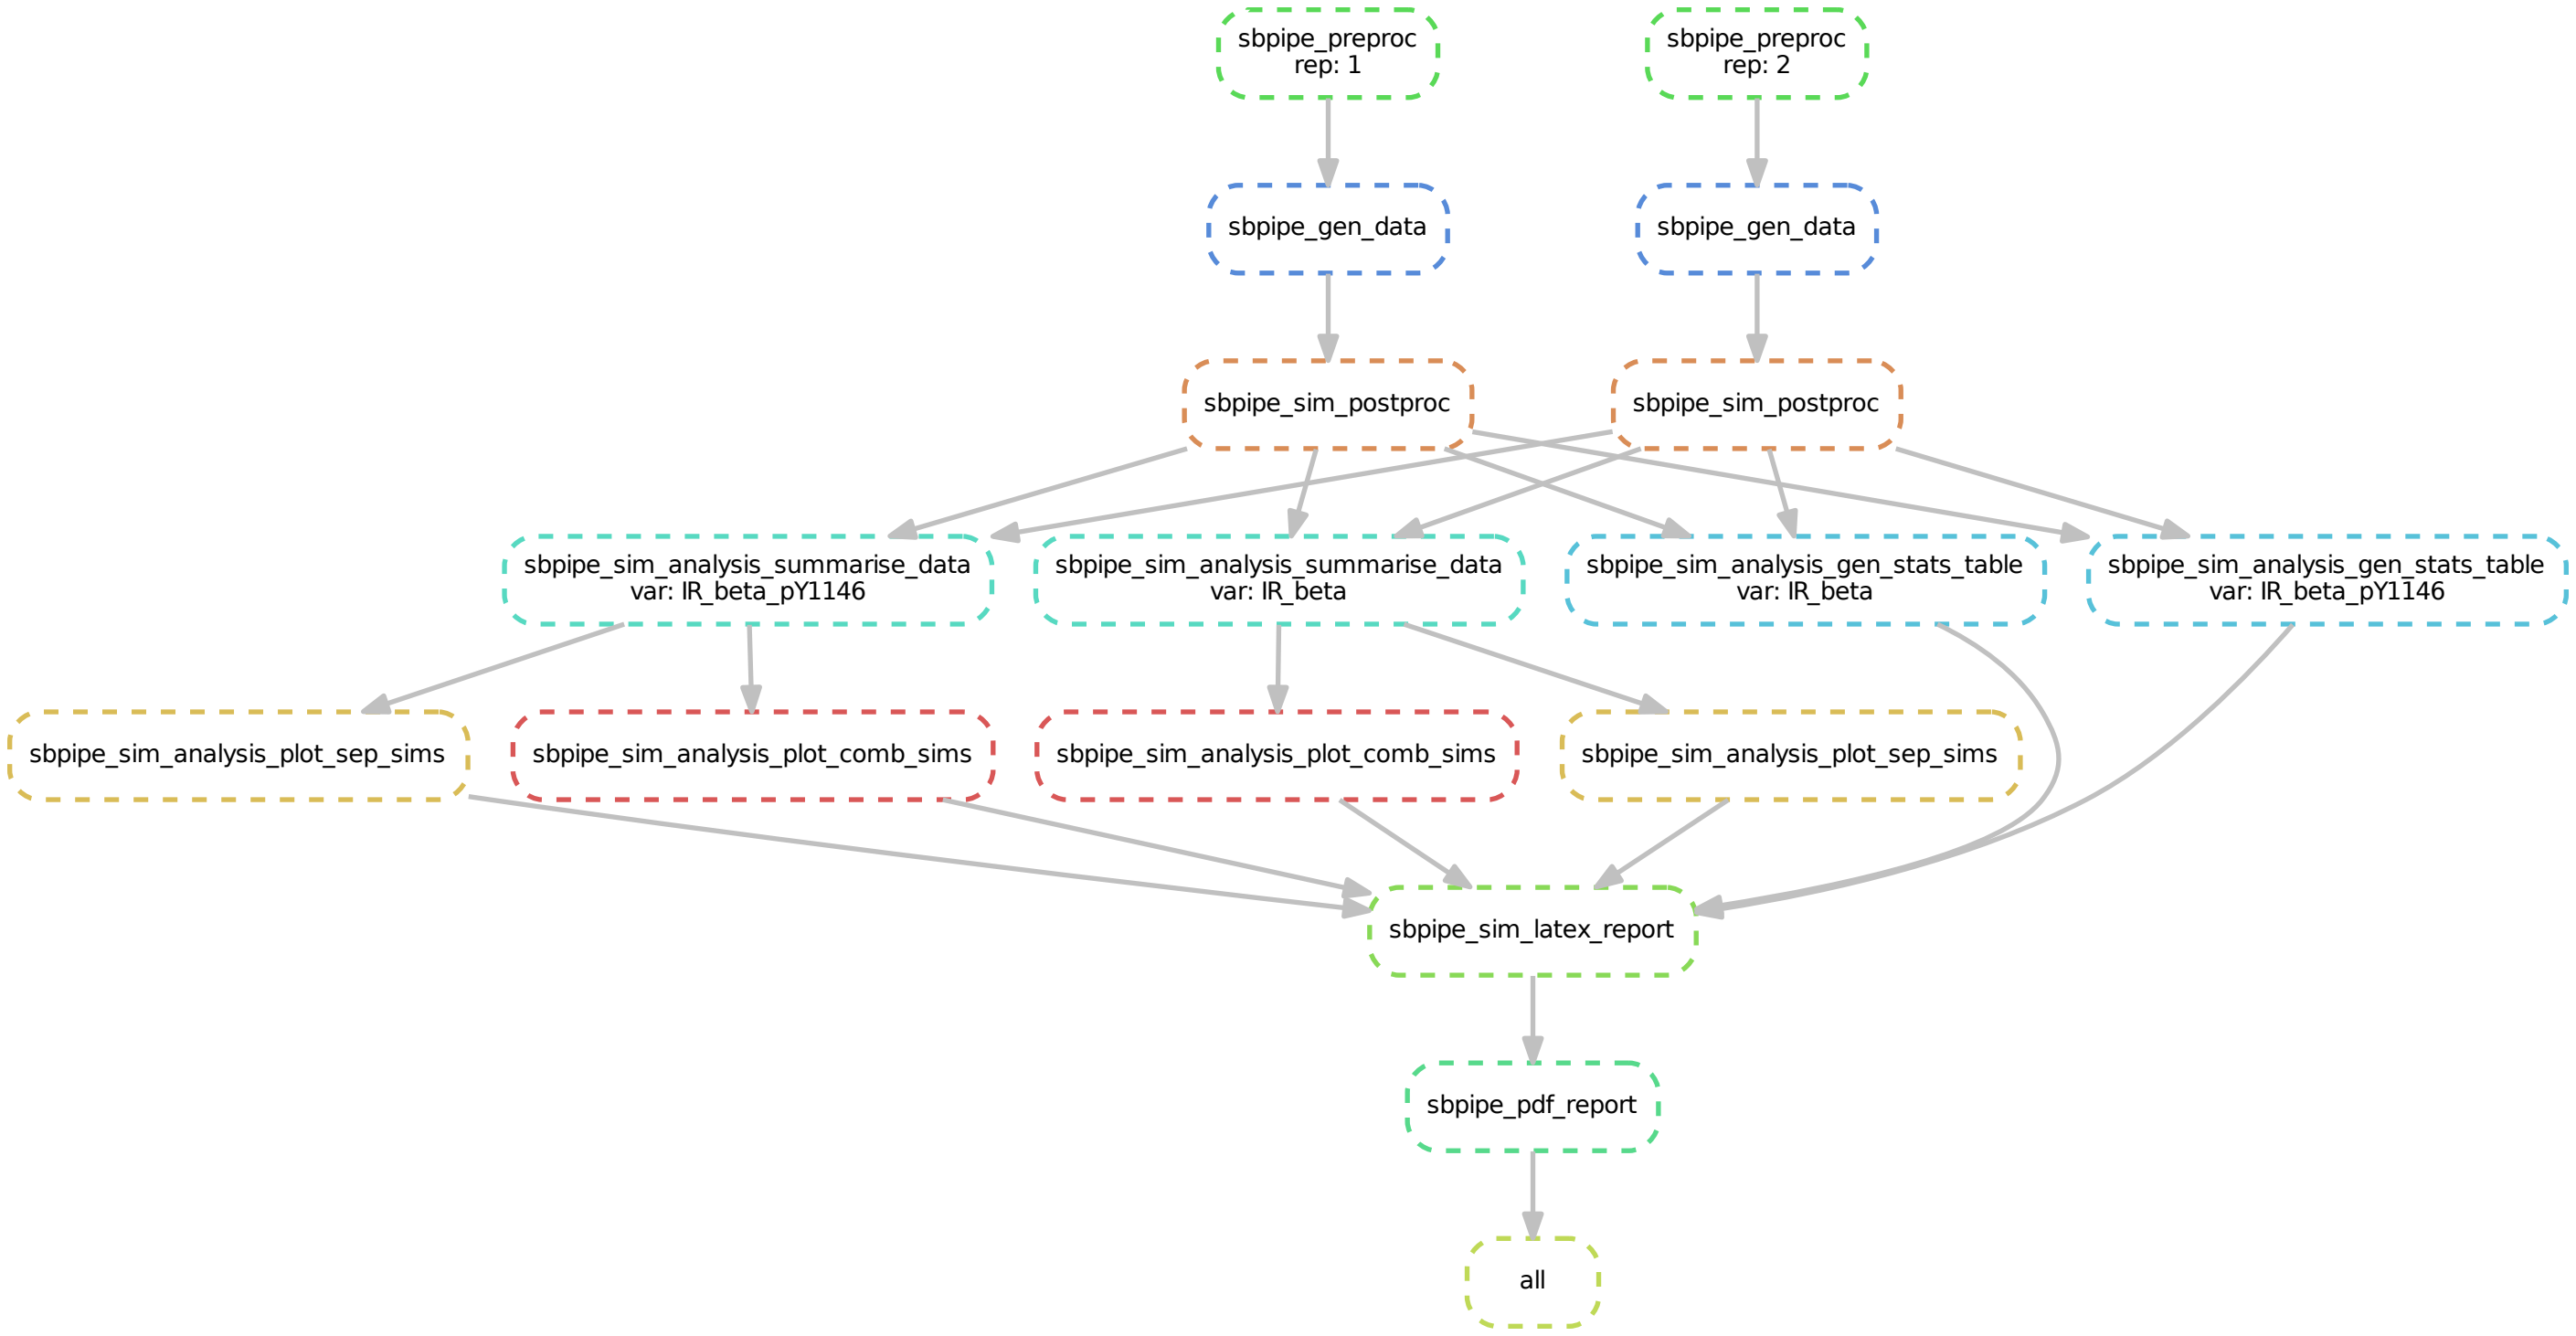 sbpipe_preproc
rep: 1
sbpipe_preproc
rep: 2
sbpipe_gen_data
sbpipe_gen_data
sbpipe_sim_postproc
sbpipe_sim_postproc
sbpipe_sim_analysis_summarise_data
var: IR_beta_pY1146
sbpipe_sim_analysis_summarise_data
var: IR_beta
sbpipe_sim_analysis_gen_stats_table
var: IR_beta
sbpipe_sim_analysis_gen_stats_table
var: IR_beta_pY1146
sbpipe_sim_analysis_plot_sep_sims
sbpipe_sim_analysis_plot_comb_sims
sbpipe_sim_analysis_plot_comb_sims
sbpipe_sim_analysis_plot_sep_sims
sbpipe_sim_latex_report
sbpipe_pdf_report
all